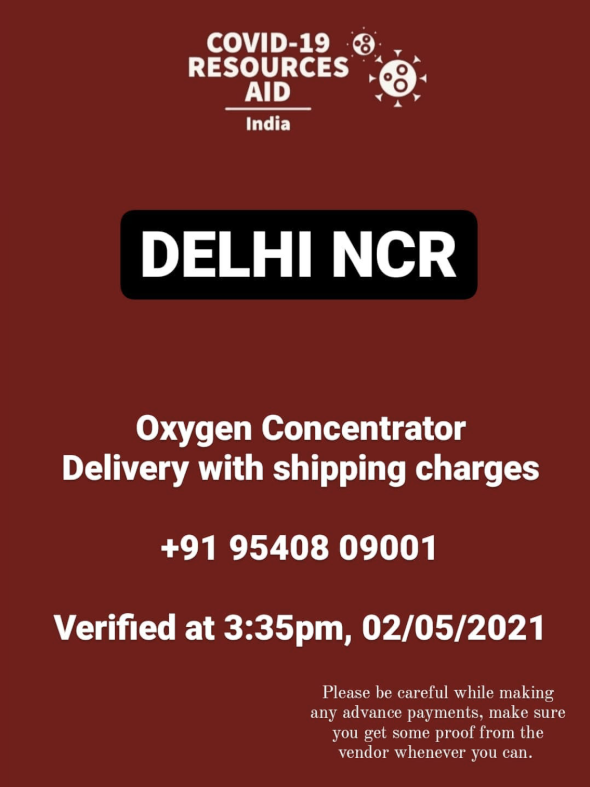 COVID-19
RESOURCES
AID
India
DELHI NCR
Oxygen Concentrator
Delivery with shipping charges
+91 95408 09001
Verified at 3:35pm, 02/05/2021
Please be careful while making
any advance payments, make sure
you get some proof from the
vendor whenever you can.